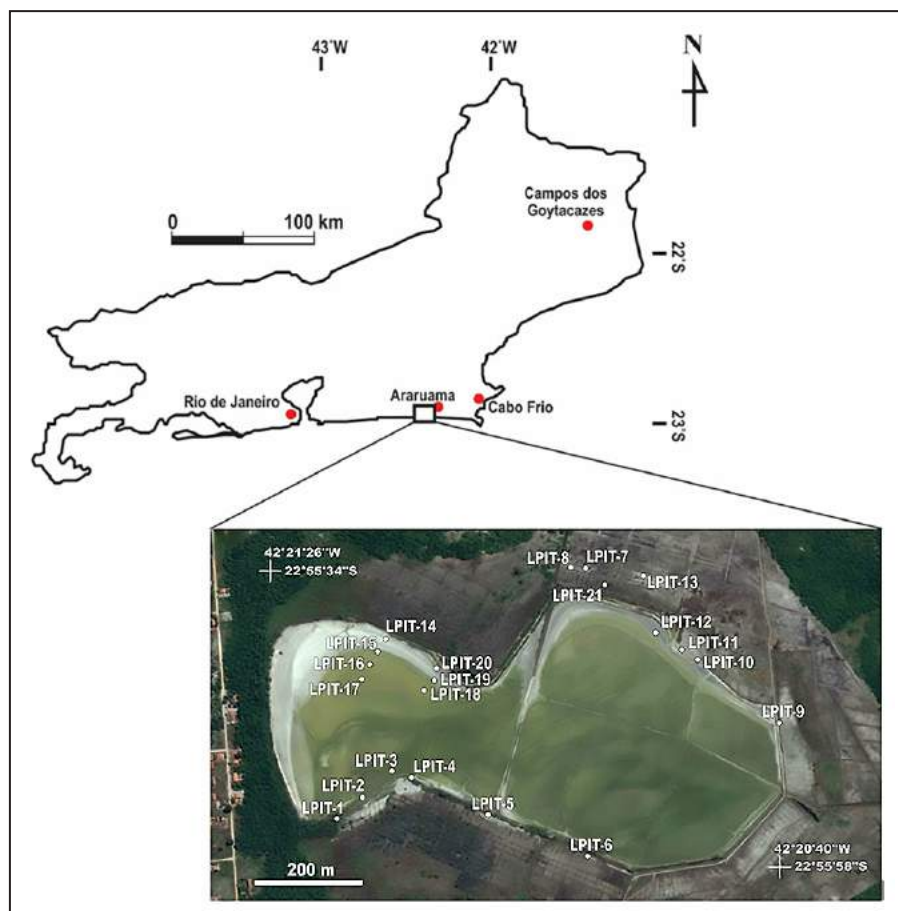 43°W
42°W
N
Campos dos
Goytacazes
0
100 km
22°S
Rio de Janeiro
Araruama
Cabo Frio
23°S
42°21'26"W
22°55'34"S
LPIT-8
LPIT-7
LPIT-13
LPIT-21
LPIT-12
LPIT-14
LPIT-15
LPIT-11
LPIT-16
LPIT-20
LPIT-10
LPIT-17
LPIT-19
LPIT-18
LPIT-9
LPIT-3
LPIT-4
LPIT-2
LPIT-1
LPIT-5
LPIT-6
42°20'40"W
22°55'58"S
200 m